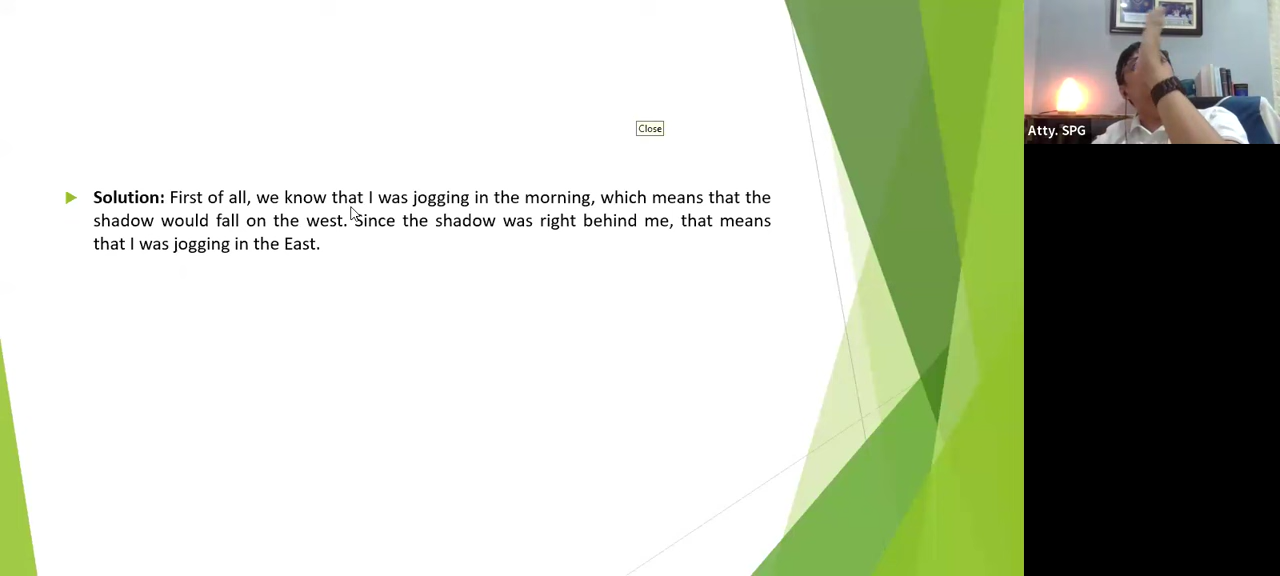 Close
Solution: First of all, we know that I was jogging in the morning, which means that the
shadow would fall on the west. Since the shadow was right behind me, that means
that I was jogging in the East.
Atty. SPG